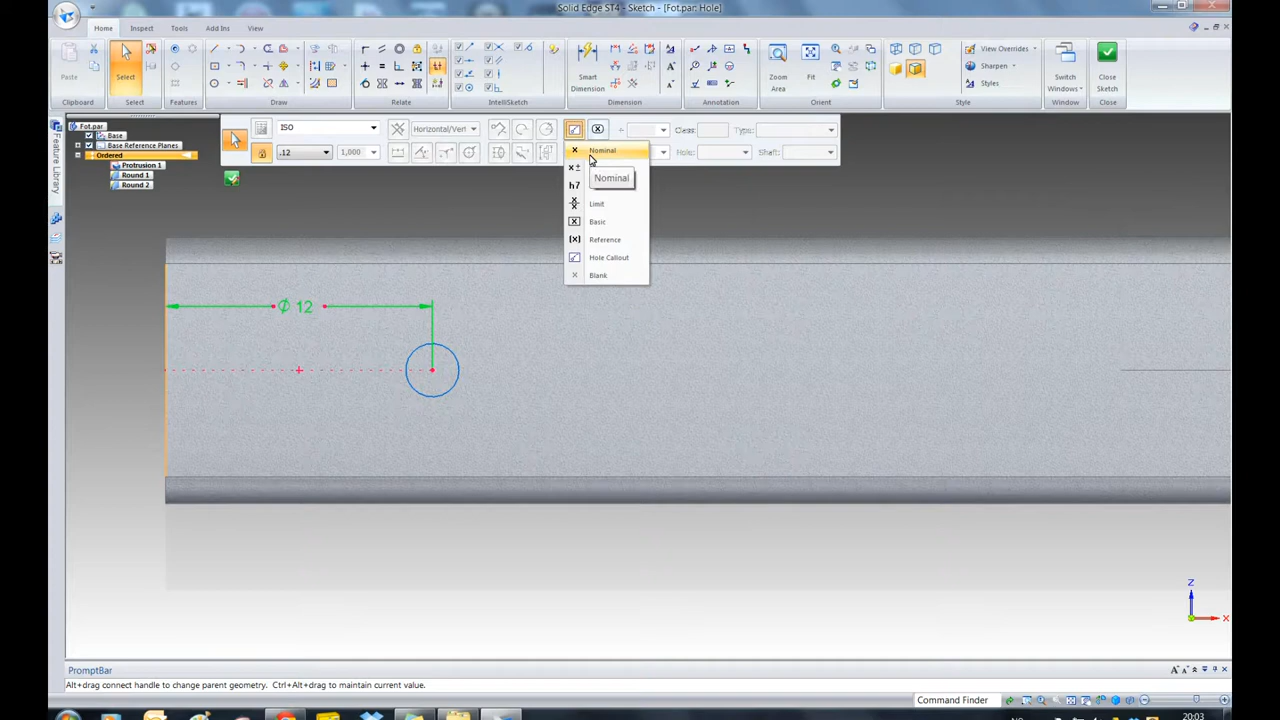 Solid Edge ST4 - Sketch - [Fot.par: Hole]
Home Inspect Tools Add Ins View
Paste Select Smart Dimension Zoom Area Fit View Overrides Sharpen Styles Switch Windows Close Sketch
Clipboard Select Features Draw Relate IntelliSketch Dimension Annotation Orient Style Window Close
Feature Library
Fot.par
Base
Base Reference Planes
Ordered
Protrusion 1
Round 1
Round 2
ISO Horizontal/Vert Class: Type:
.12 1,000 Hole: Shaft:
Nominal
Nominal
x±
h7
Limit
Basic
Reference
Hole Callout
Blank
Ø 12
Z
X
PromptBar
Alt+drag connect handle to change parent geometry. Ctrl+Alt+drag to maintain current value.
Command Finder
NO
20:03